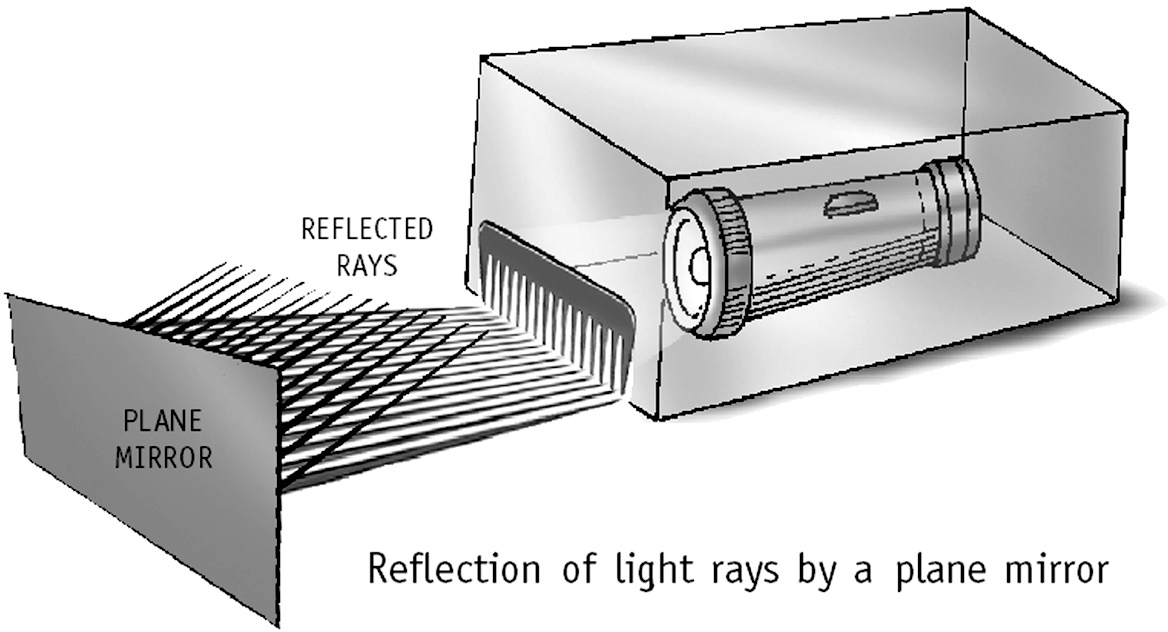 REFLECTED
RAYS
PLANE
MIRROR
Reflection of light rays by a plane mirror